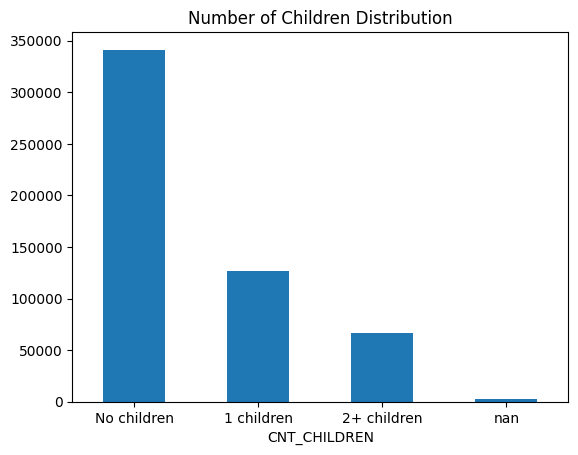 Number of Children Distribution
350000
300000
250000
200000
150000
100000
50000
0
No children 1 children 2+ children nan
CNT_CHILDREN